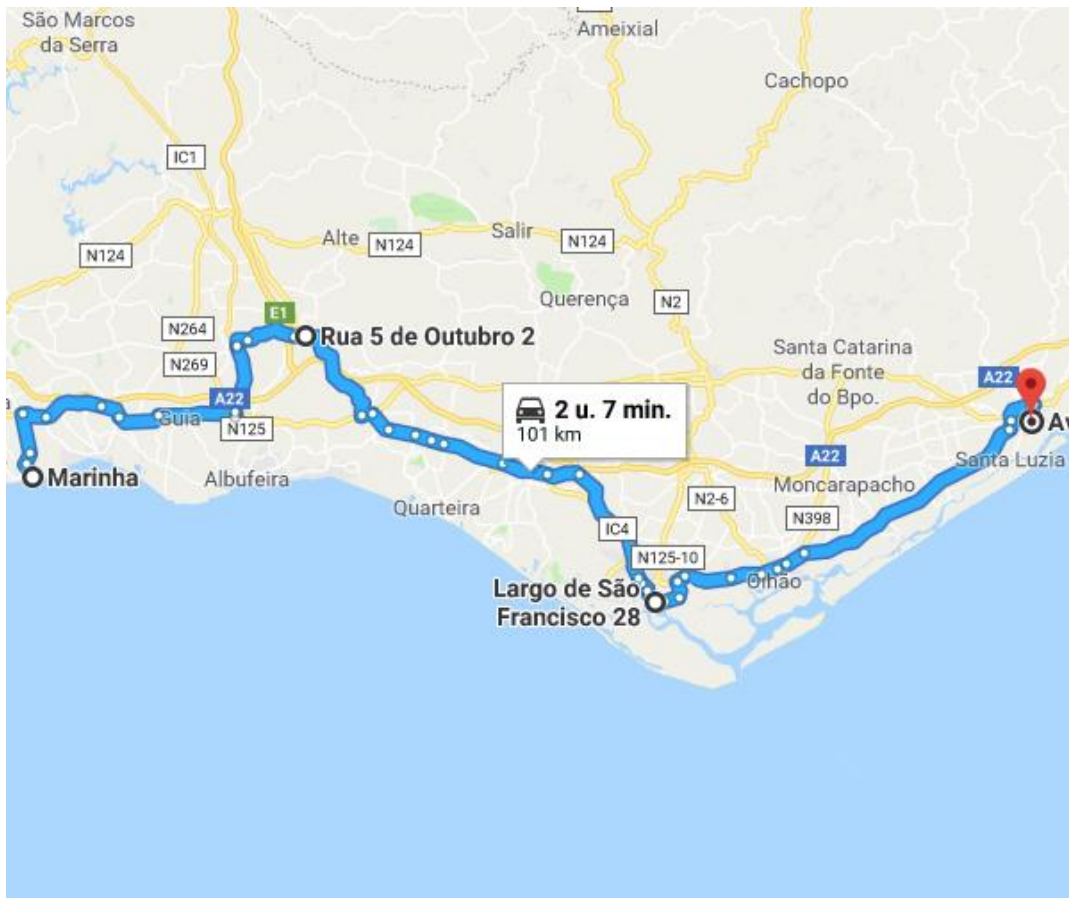 São Marcos
da Serra
Ameixial
Cachopo
IC1
Alte
N124
Salir
N124
N124
Querença
N2
E1
N264
Rua 5 de Outubro 2
N269
Santa Catarina
da Fonte
do Bpo.
A22
A22
2 u. 7 min.
101 km
a
Guia
N125
Av
A22
Santa Luzia
Marinha
Albufeira
Moncarapacho
Quarteira
N2-6
N398
IC4
N125-10
Olhão
Largo de São
Francisco 28